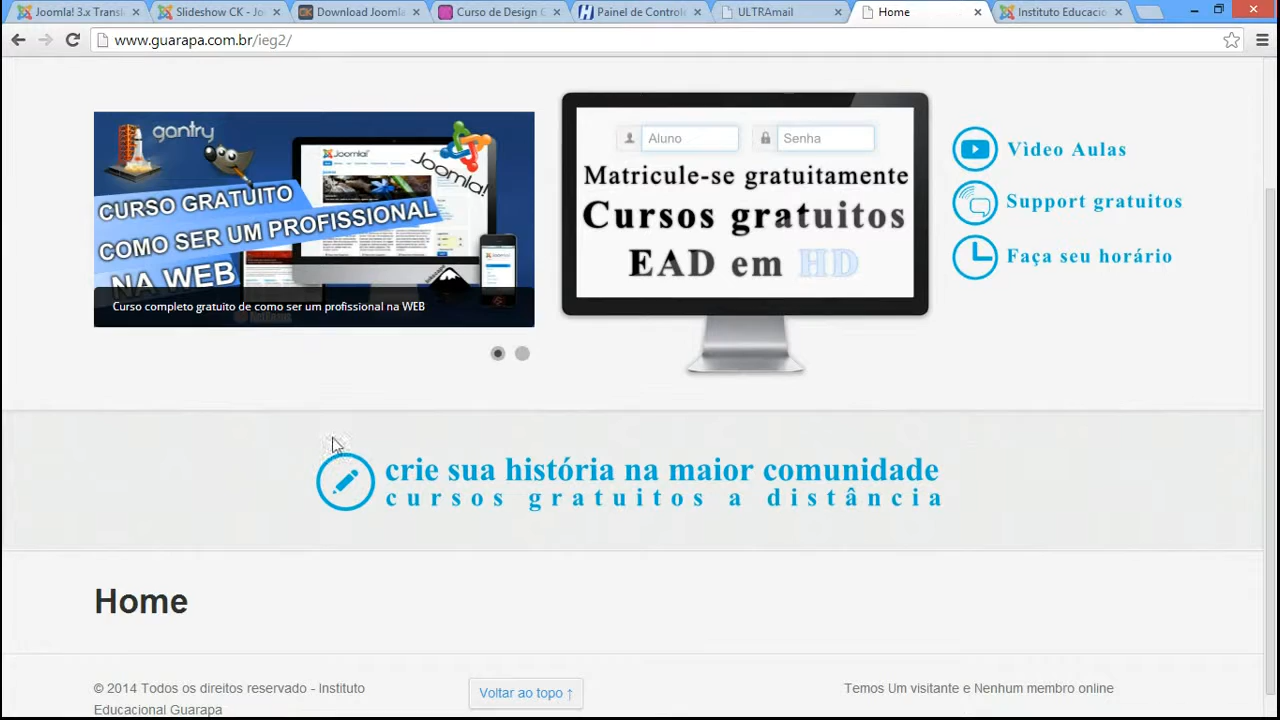 Joomla! 3.x Transl
Slideshow CK - Jo
Download Joomla
Curso de Design G
Painel de Controle
ULTRAmail
Home
Instituto Educacio
www.guarapa.com.br/ieg2/
gantry
Joomla!
Joomla!
CURSO GRATUITO
COMO SER UM PROFISSIONAL
NA WEB
Curso completo gratuito de como ser um profissional na WEB
Aluno
Senha
Matricule-se gratuitamente
Cursos gratuitos
EAD em HD
Vìdeo Aulas
Support gratuitos
Faça seu horário
crie sua história na maior comunidade
cursos gratuitos a distância
Home
© 2014 Todos os direitos reservado - Instituto
Educacional Guarapa
Voltar ao topo ↑
Temos Um visitante e Nenhum membro online